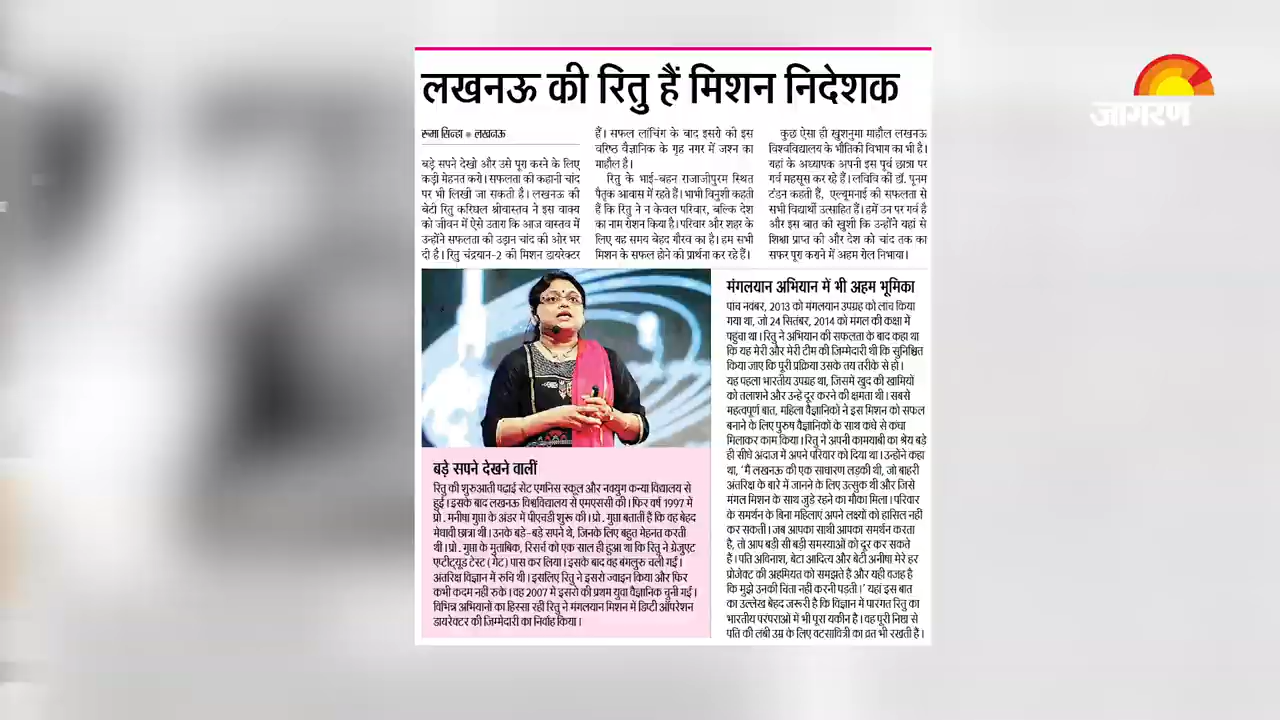 लखनऊ की रितु हैं मिशन निदेशक
रूमा सिन्हा • लखनऊ
बड़े सपने देखो और उसे पूरा करने के लिए
कड़ी मेहनत करो। सफलता की कहानी चांद
पर भी लिखी जा सकती है। लखनऊ की
बेटी रितु करिधल श्रीवास्तव ने इस वाक्य
को जीवन में ऐसे उतारा कि आज वास्तव में
उन्होंने सफलता की उड़ान चांद की ओर भर
दी है। रितु चंद्रयान-2 की मिशन डायरेक्टर
हैं। सफल लांचिंग के बाद इसरो की इस
वरिष्ठ वैज्ञानिक के गृह नगर में जश्न का
माहौल है।
रितु के भाई-बहन राजाजीपुरम स्थित
पैतृक आवास में रहते हैं। भाभी विनुशी कहती
हैं कि रितु ने न केवल परिवार, बल्कि देश
का नाम रोशन किया है। परिवार और शहर के
लिए यह समय बेहद गौरव का है। हम सभी
मिशन के सफल होने की प्रार्थना कर रहे हैं।
कुछ ऐसा ही खुशनुमा माहौल लखनऊ
विश्वविद्यालय के भौतिकी विभाग का भी है।
यहां के अध्यापक अपनी इस पूर्व छात्रा पर
गर्व महसूस कर रहे हैं। लविवि की डॉ. पूनम
टंडन कहती हैं, एल्यूमनाई की सफलता से
सभी विद्यार्थी उत्साहित हैं। हमें उन पर गर्व है
और इस बात की खुशी कि उन्होंने यहां से
शिक्षा प्राप्त की और देश को चांद तक का
सफर पूरा कराने में अहम रोल निभाया।
बड़े सपने देखने वालीं
रितु की शुरुआती पढ़ाई सेंट एगनिस स्कूल और नवयुग कन्या विद्यालय से
हुई। इसके बाद लखनऊ विश्वविद्यालय से एमएससी की। फिर वर्ष 1997 में
प्रो. मनीषा गुप्ता के अंडर में पीएचडी शुरू की। प्रो. गुप्ता बताती हैं कि वह बेहद
मेधावी छात्रा थी। उनके बड़े-बड़े सपने थे, जिनके लिए बहुत मेहनत करती
थी। प्रो. गुप्ता के मुताबिक, रिसर्च को एक साल ही हुआ था कि रितु ने ग्रेजुएट
एप्टीट्यूड टेस्ट (गेट) पास कर लिया। इसके बाद वह बंगलुरु चली गईं।
अंतरिक्ष विज्ञान में रुचि थी। इसलिए रितु ने इसरो ज्वाइन किया और फिर
कभी कदम नहीं रुके। वह 2007 में इसरो की प्रथम युवा वैज्ञानिक चुनी गईं।
विभिन्न अभियानों का हिस्सा रही रितु ने मंगलयान मिशन में डिप्टी ऑपरेशन
डायरेक्टर की जिम्मेदारी का निर्वाह किया।
मंगलयान अभियान में भी अहम भूमिका
पांच नवंबर, 2013 को मंगलयान उपग्रह को लांच किया
गया था, जो 24 सितंबर, 2014 को मंगल की कक्षा में
पहुंचा था। रितु ने अभियान की सफलता के बाद कहा था
कि यह मेरी और मेरी टीम की जिम्मेदारी थी कि सुनिश्चित
किया जाए कि पूरी प्रक्रिया उसके तय तरीके से हो।
यह पहला भारतीय उपग्रह था, जिसमें खुद की खामियों
को तलाशने और उन्हें दूर करने की क्षमता थी। सबसे
महत्वपूर्ण बात, महिला वैज्ञानिकों ने इस मिशन को सफल
बनाने के लिए पुरुष वैज्ञानिकों के साथ कंधे से कंधा
मिलाकर काम किया। रितु ने अपनी कामयाबी का श्रेय बड़े
ही सीधे अंदाज में अपने परिवार को दिया था। उन्होंने कहा
था, 'मैं लखनऊ की एक साधारण लड़की थी, जो बाहरी
अंतरिक्ष के बारे में जानने के लिए उत्सुक थी और जिसे
मंगल मिशन के साथ जुड़े रहने का मौका मिला। परिवार
के समर्थन के बिना महिलाएं अपने लक्ष्यों को हासिल नहीं
कर सकतीं। जब आपका साथी आपका समर्थन करता
है, तो आप बड़ी सी बड़ी समस्याओं को दूर कर सकते
हैं। पति अविनाश, बेटा आदित्य और बेटी अनीषा मेरे हर
प्रोजेक्ट की अहमियत को समझते हैं और यही वजह है
कि मुझे उनकी चिंता नहीं करनी पड़ती।' यहां इस बात
का उल्लेख बेहद जरूरी है कि विज्ञान में पारंगत रितु का
भारतीय परंपराओं में भी पूरा यकीन है। वह पूरी निष्ठा से
पति की लंबी उम्र के लिए वटसावित्री का व्रत भी रखती हैं।
जागरण